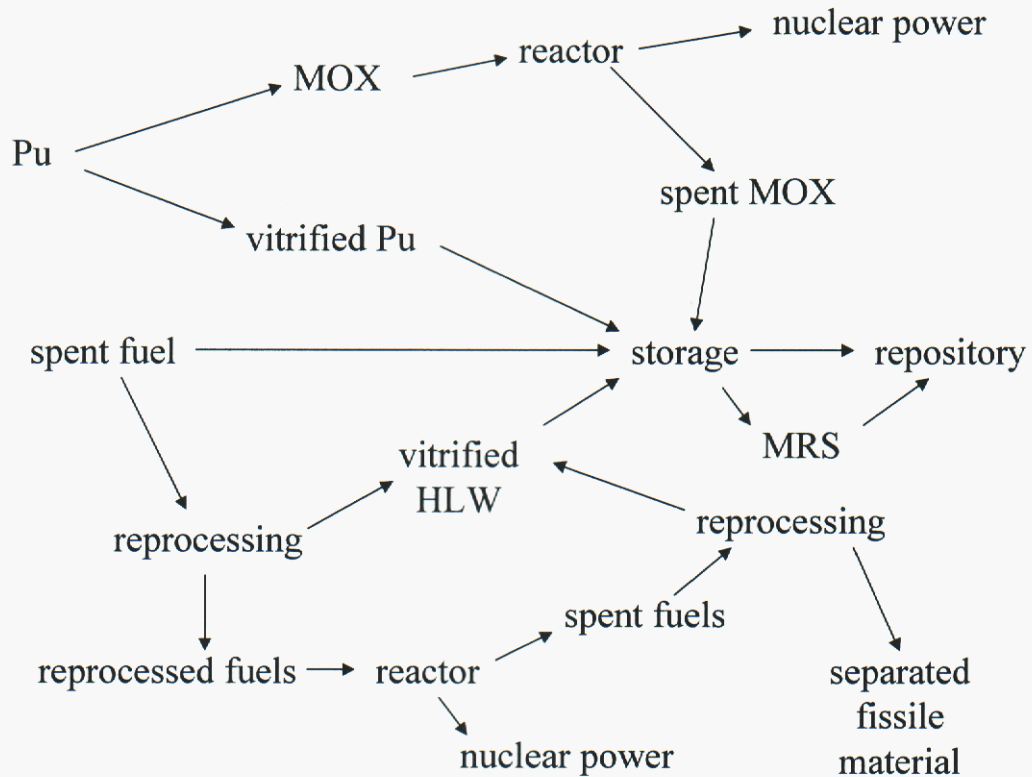 nuclear power
reactor
MOX
Pu
spent MOX
vitrified Pu
spent fuel
storage
repository
MRS
vitrified
HLW
reprocessing
reprocessing
spent fuels
reprocessed fuels
reactor
separated
fissile
material
nuclear power